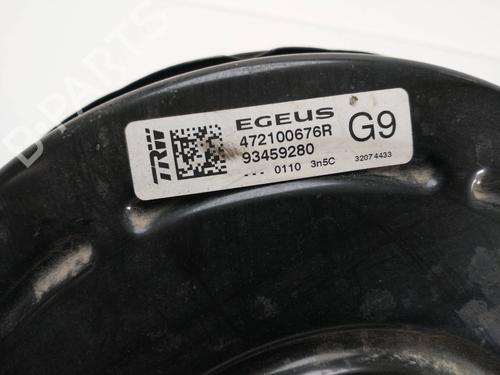 TRW
EGEUS
472100676R
93459280
--- 0110 3n5C
G9
32074433
B-PARTS